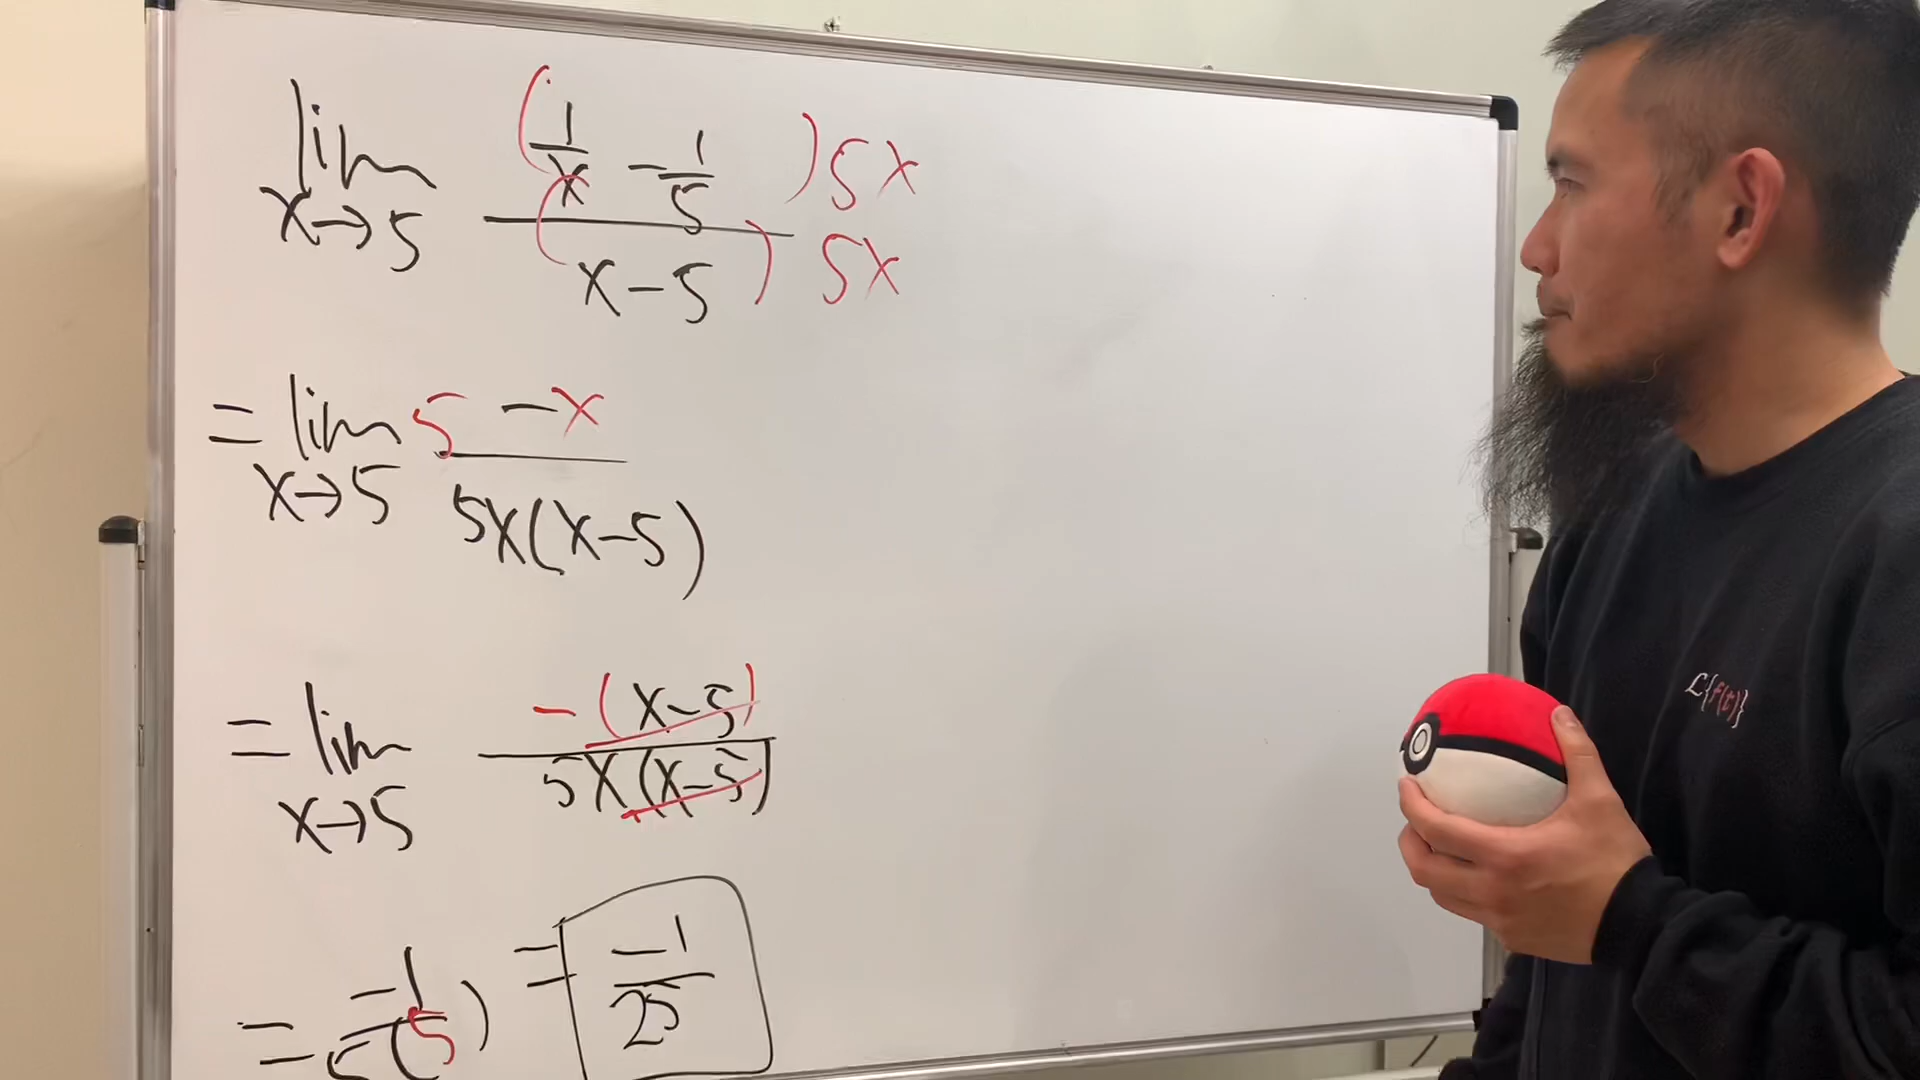 lim x→5 (1/x - 1/5)5x / (x-5)5x
= lim x→5 5-x / 5x(x-5)
= lim x→5 -(x-5) / 5x(x-5)
= -1 / 5(5) = -1/25
L{f(t)}